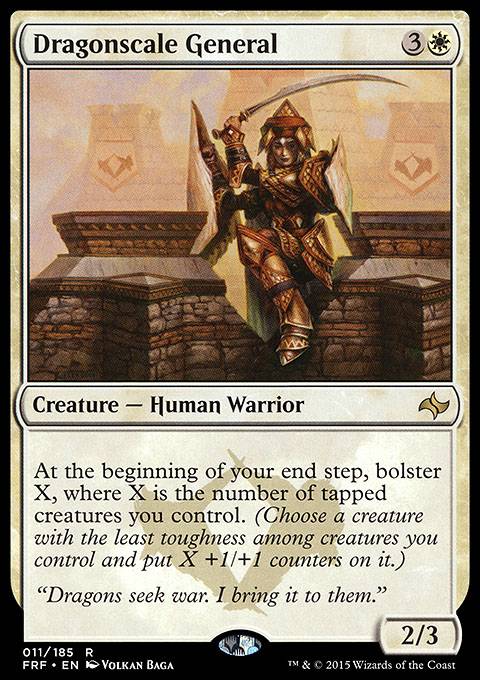 Dragonscale General 3
Creature — Human Warrior
At the beginning of your end step, bolster
X, where X is the number of tapped
creatures you control. (Choose a creature
with the least toughness among creatures you
control and put X +1/+1 counters on it.)
“Dragons seek war. I bring it to them.”
2/3
011/185 R
FRF • EN VOLKAN BAGA
™ & © 2015 Wizards of the Coast